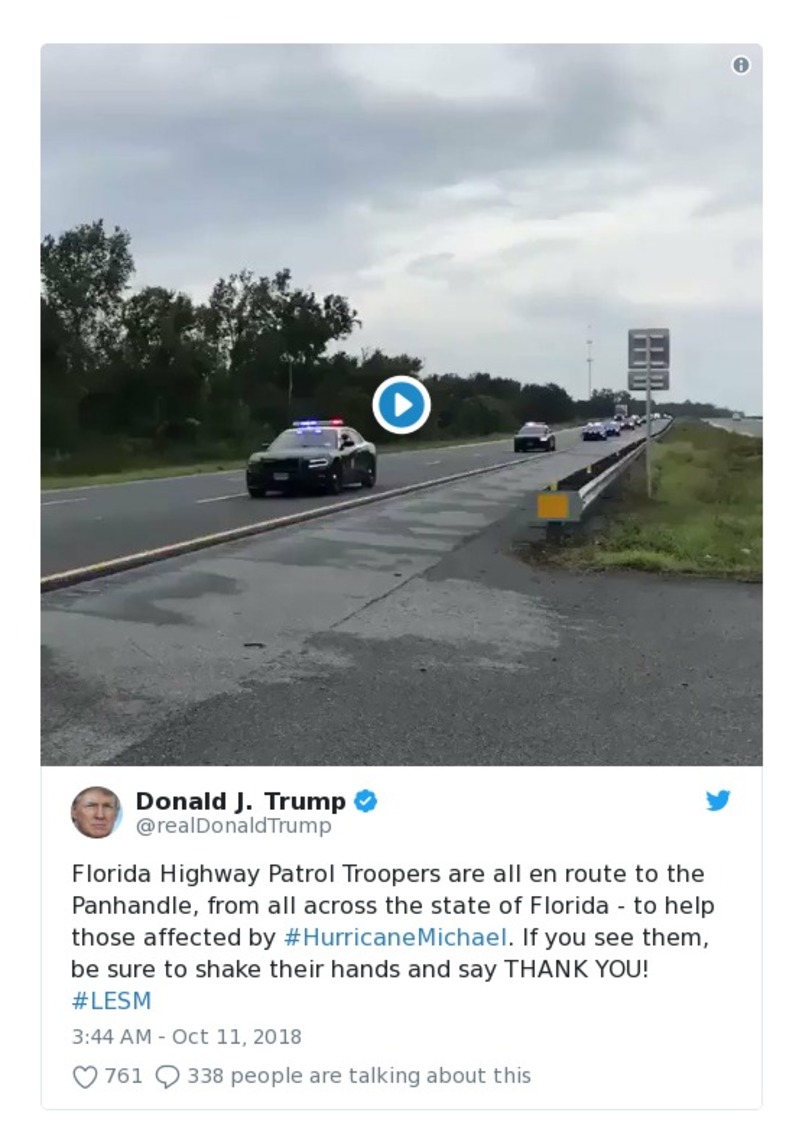 Donald J. Trump
@realDonaldTrump
Florida Highway Patrol Troopers are all en route to the
Panhandle, from all across the state of Florida - to help
those affected by #HurricaneMichael. If you see them,
be sure to shake their hands and say THANK YOU!
#LESM
3:44 AM - Oct 11, 2018
761 338 people are talking about this